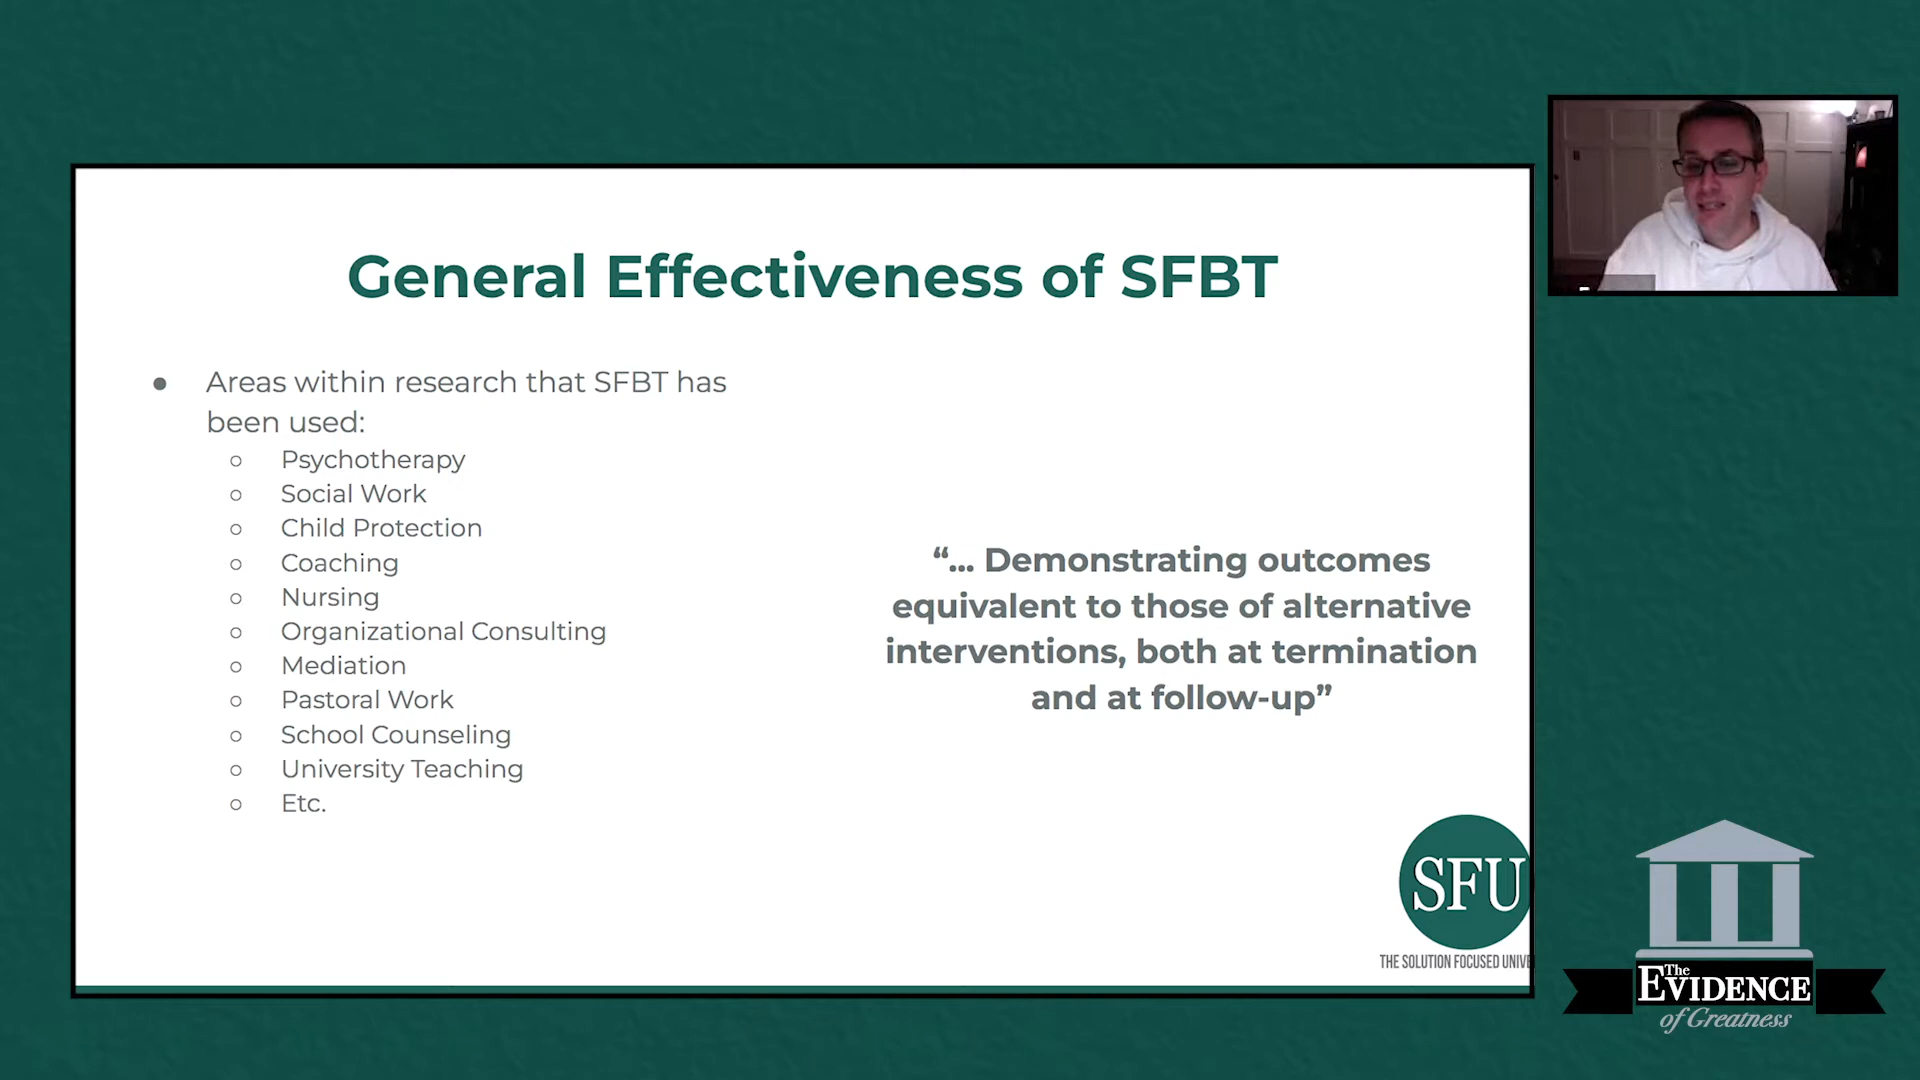 General Effectiveness of SFBT
● Areas within research that SFBT has
been used:
○ Psychotherapy
○ Social Work
○ Child Protection
○ Coaching
○ Nursing
○ Organizational Consulting
○ Mediation
○ Pastoral Work
○ School Counseling
○ University Teaching
○ Etc.
“... Demonstrating outcomes
equivalent to those of alternative
interventions, both at termination
and at follow-up”
SFU
THE SOLUTION FOCUSED UNIVE
The
EVIDENCE
of Greatness